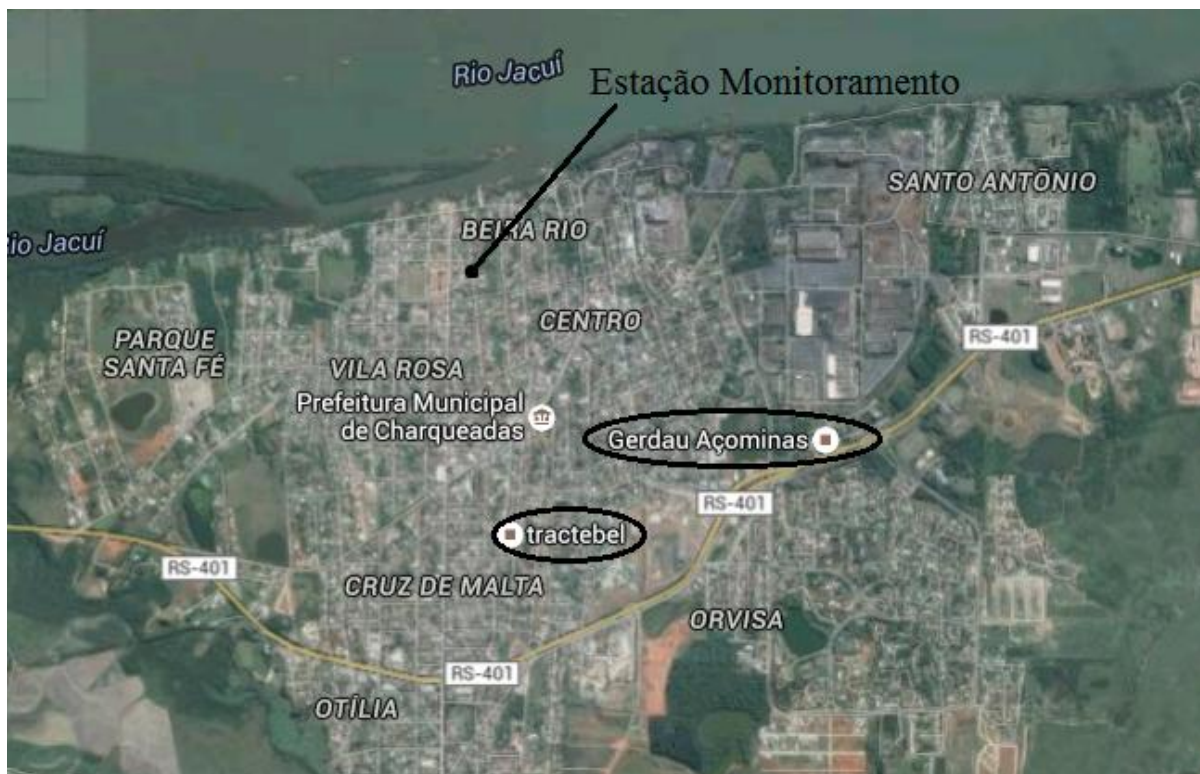 Rio Jacuí
Estação Monitoramento
SANTO ANTÔNIO
BEIRA RIO
io Jacuí
CENTRO
PARQUE
SANTA FÉ
RS-401
VILA ROSA
Prefeitura Municipal
de Charqueadas
Gerdau Açominas
RS-401
tractebel
RS-401
CRUZ DE MALTA
ORVISA
RS-401
OTÍLIA